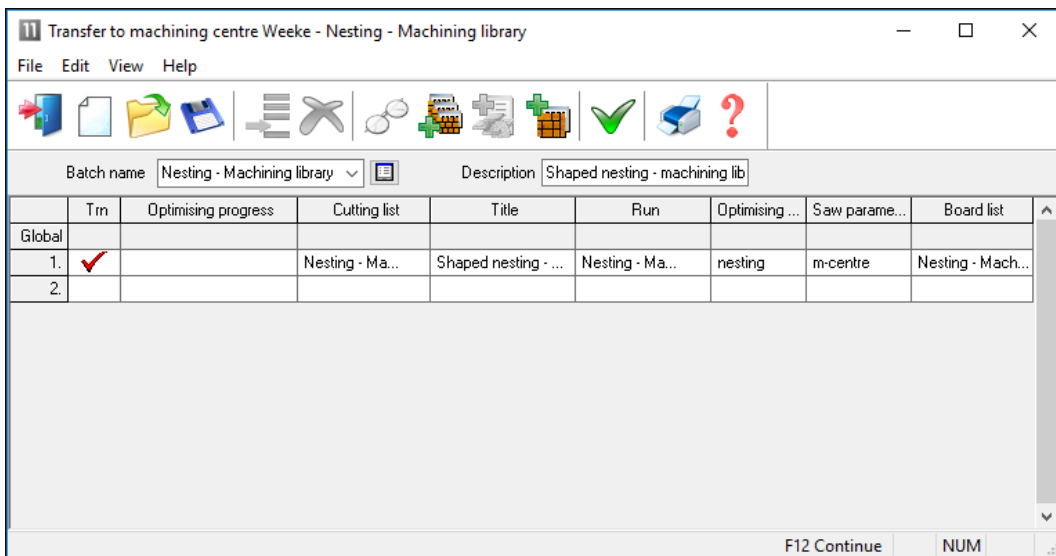 11 Transfer to machining centre Weeke - Nesting - Machining library
File Edit View Help
?
Batch name Nesting - Machining library Description Shaped nesting - machining lib
Trn Optimising progress Cutting list Title Run Optimising ... Saw parame... Board list
Global
1. Nesting - Ma... Shaped nesting - ... Nesting - Ma... nesting m-centre Nesting - Mach...
2.
F12 Continue NUM